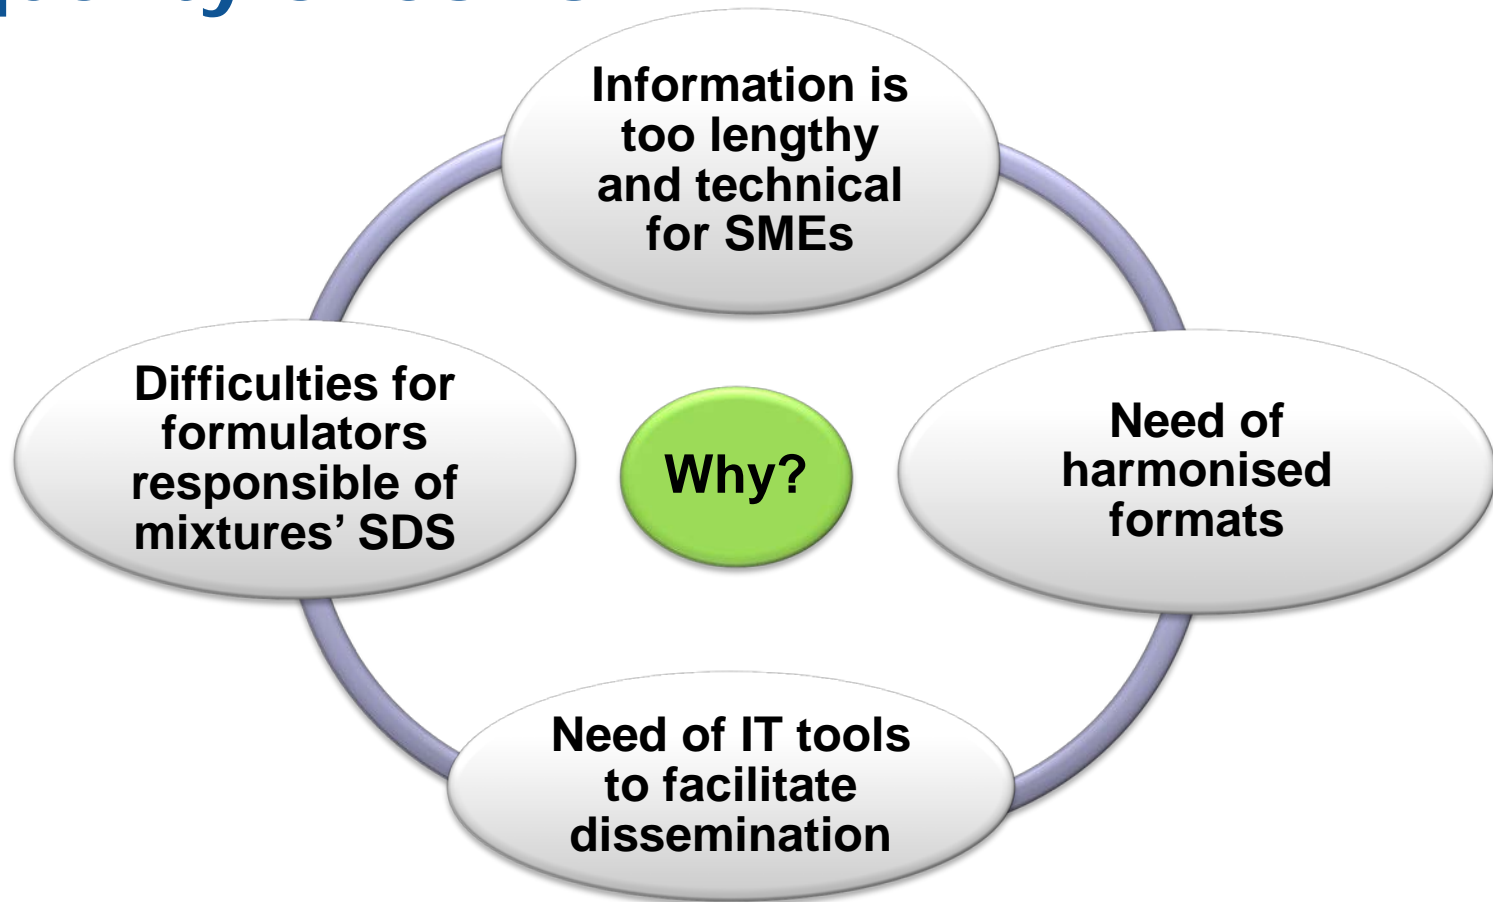 Information is
too lengthy
and technical
for SMEs
Difficulties for
formulators
responsible of
mixtures’ SDS
Why?
Need of
harmonised
formats
Need of IT tools
to facilitate
dissemination